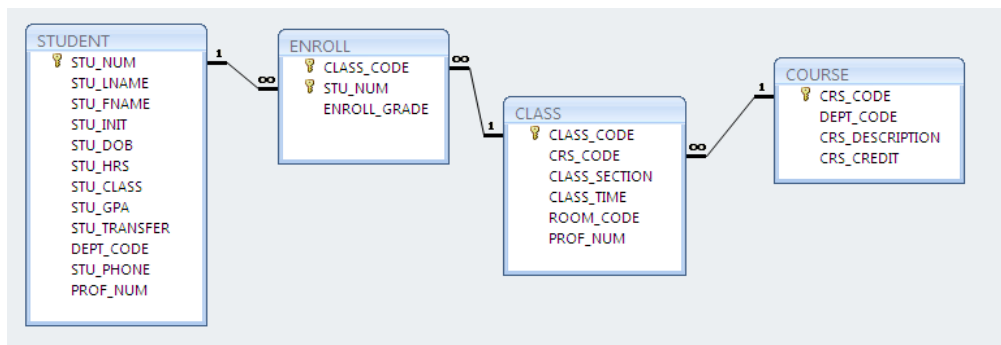 STUDENT
STU_NUM
STU_LNAME
STU_FNAME
STU_INIT
STU_DOB
STU_HRS
STU_CLASS
STU_GPA
STU_TRANSFER
DEPT_CODE
STU_PHONE
PROF_NUM
1
∞
ENROLL
CLASS_CODE
STU_NUM
ENROLL_GRADE
∞
1
CLASS
CLASS_CODE
CRS_CODE
CLASS_SECTION
CLASS_TIME
ROOM_CODE
PROF_NUM
∞
1
COURSE
CRS_CODE
DEPT_CODE
CRS_DESCRIPTION
CRS_CREDIT